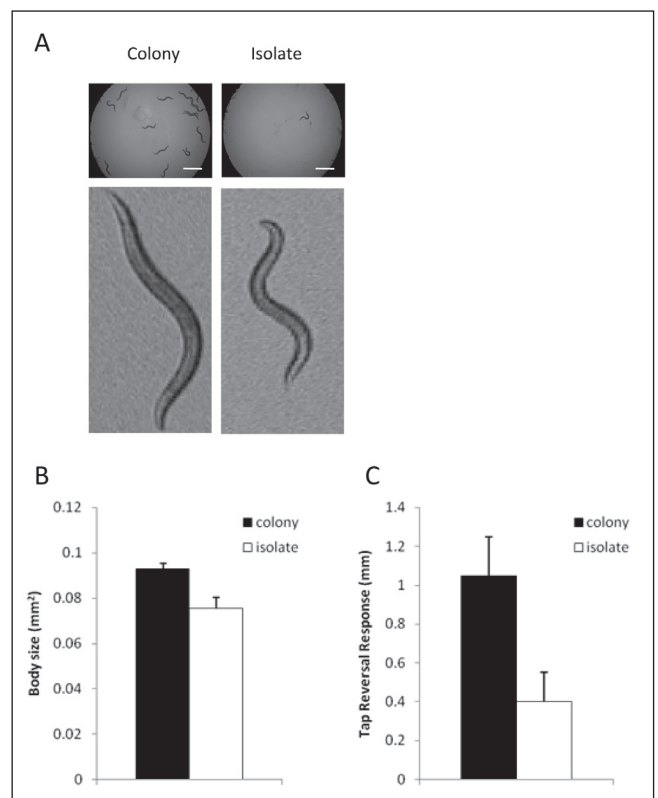 A
Colony
Isolate
B
0.12
0.1
0.08
0.06
0.04
0.02
0
Body size (mm²)
colony
isolate
C
1.4
1.2
1
0.8
0.6
0.4
0.2
0
Tap Reversal Response (mm)
colony
isolate